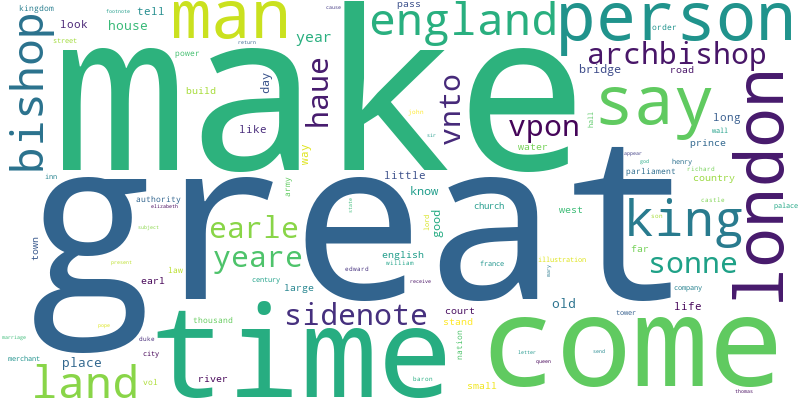 kingdom
cause
pass
order
footnote
tell
man
england
person
look
house
year
street
power
return
archbishop
bishop
make
day
bridge
road
haue
build
vnto
say
john
long
like
vpon
hall
wall
london
sir
way
water
prince
appear
great
inn
little
god
henry
parliament
richard
authority
army
know
country
elizabeth
church
castle
palace
earle
lord
good
west
king
state
subject
town
yeare
english
far
von
present
william
france
illustration
sonne
edward
mary
earl
law
century
large
receive
company
time
sidenote
court
old
life
pope
thousand
stand
tower
come
marriage
duke
city
nation
letter
send
merchant
place
queen
land
vol
river
baron
small
thomas